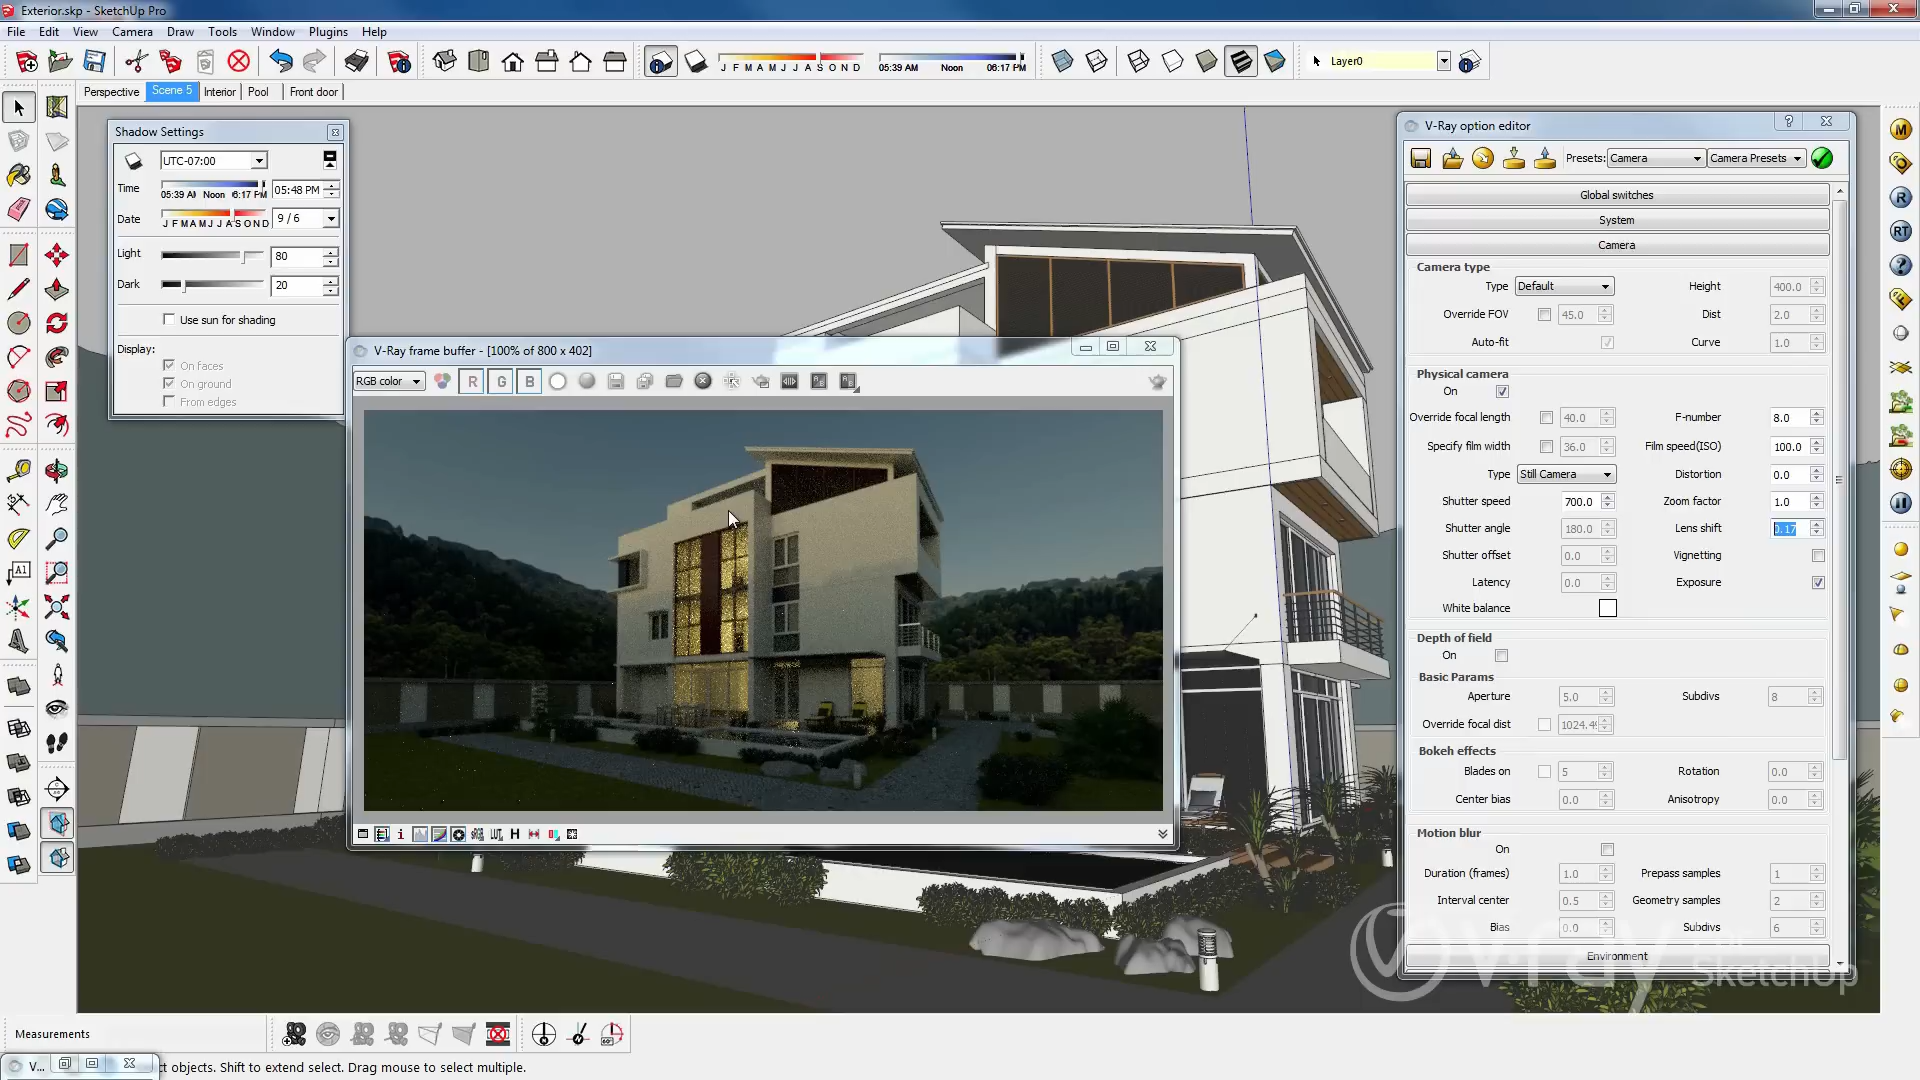 Exterior.skp - SketchUp Pro
File Edit View Camera Draw Tools Window Plugins Help
J F M A M J J A S O N D
05:39 AM Noon 06:17 PM
Layer0
Perspective Scene 5 Interior Pool Front door
Shadow Settings
UTC-07:00
Time 05:39 AM Noon 6:17 PM 05:48 PM
Date J F M A M J J A S O N D 9 / 6
Light 80
Dark 20
Use sun for shading
Display:
On faces
On ground
From edges
V-Ray frame buffer - [100% of 800 x 402]
RGB color R G B
sRGB LUT H
V-Ray option editor
Presets: Camera Camera Presets
Global switches
System
Camera
Camera type
Type Default Height 400.0
Override FOV 45.0 Dist 2.0
Auto-fit Curve 1.0
Physical camera
On
Override focal length 40.0 F-number 8.0
Specify film width 36.0 Film speed(ISO) 100.0
Type Still Camera Distortion 0.0
Shutter speed 700.0 Zoom factor 1.0
Shutter angle 180.0 Lens shift 0.17
Shutter offset 0.0 Vignetting
Latency 0.0 Exposure
White balance
Depth of field
On
Basic Params
Aperture 5.0 Subdivs 8
Override focal dist 1024.4
Bokeh effects
Blades on 5 Rotation 0.0
Center bias 0.0 Anisotropy 0.0
Motion blur
On
Duration (frames) 1.0 Prepass samples 1
Interval center 0.5 Geometry samples 2
Bias 0.0 Subdivs 6
Environment
v-ray
SketchUp
M
R
RT
A1
Measurements
V...
ct objects. Shift to extend select. Drag mouse to select multiple.